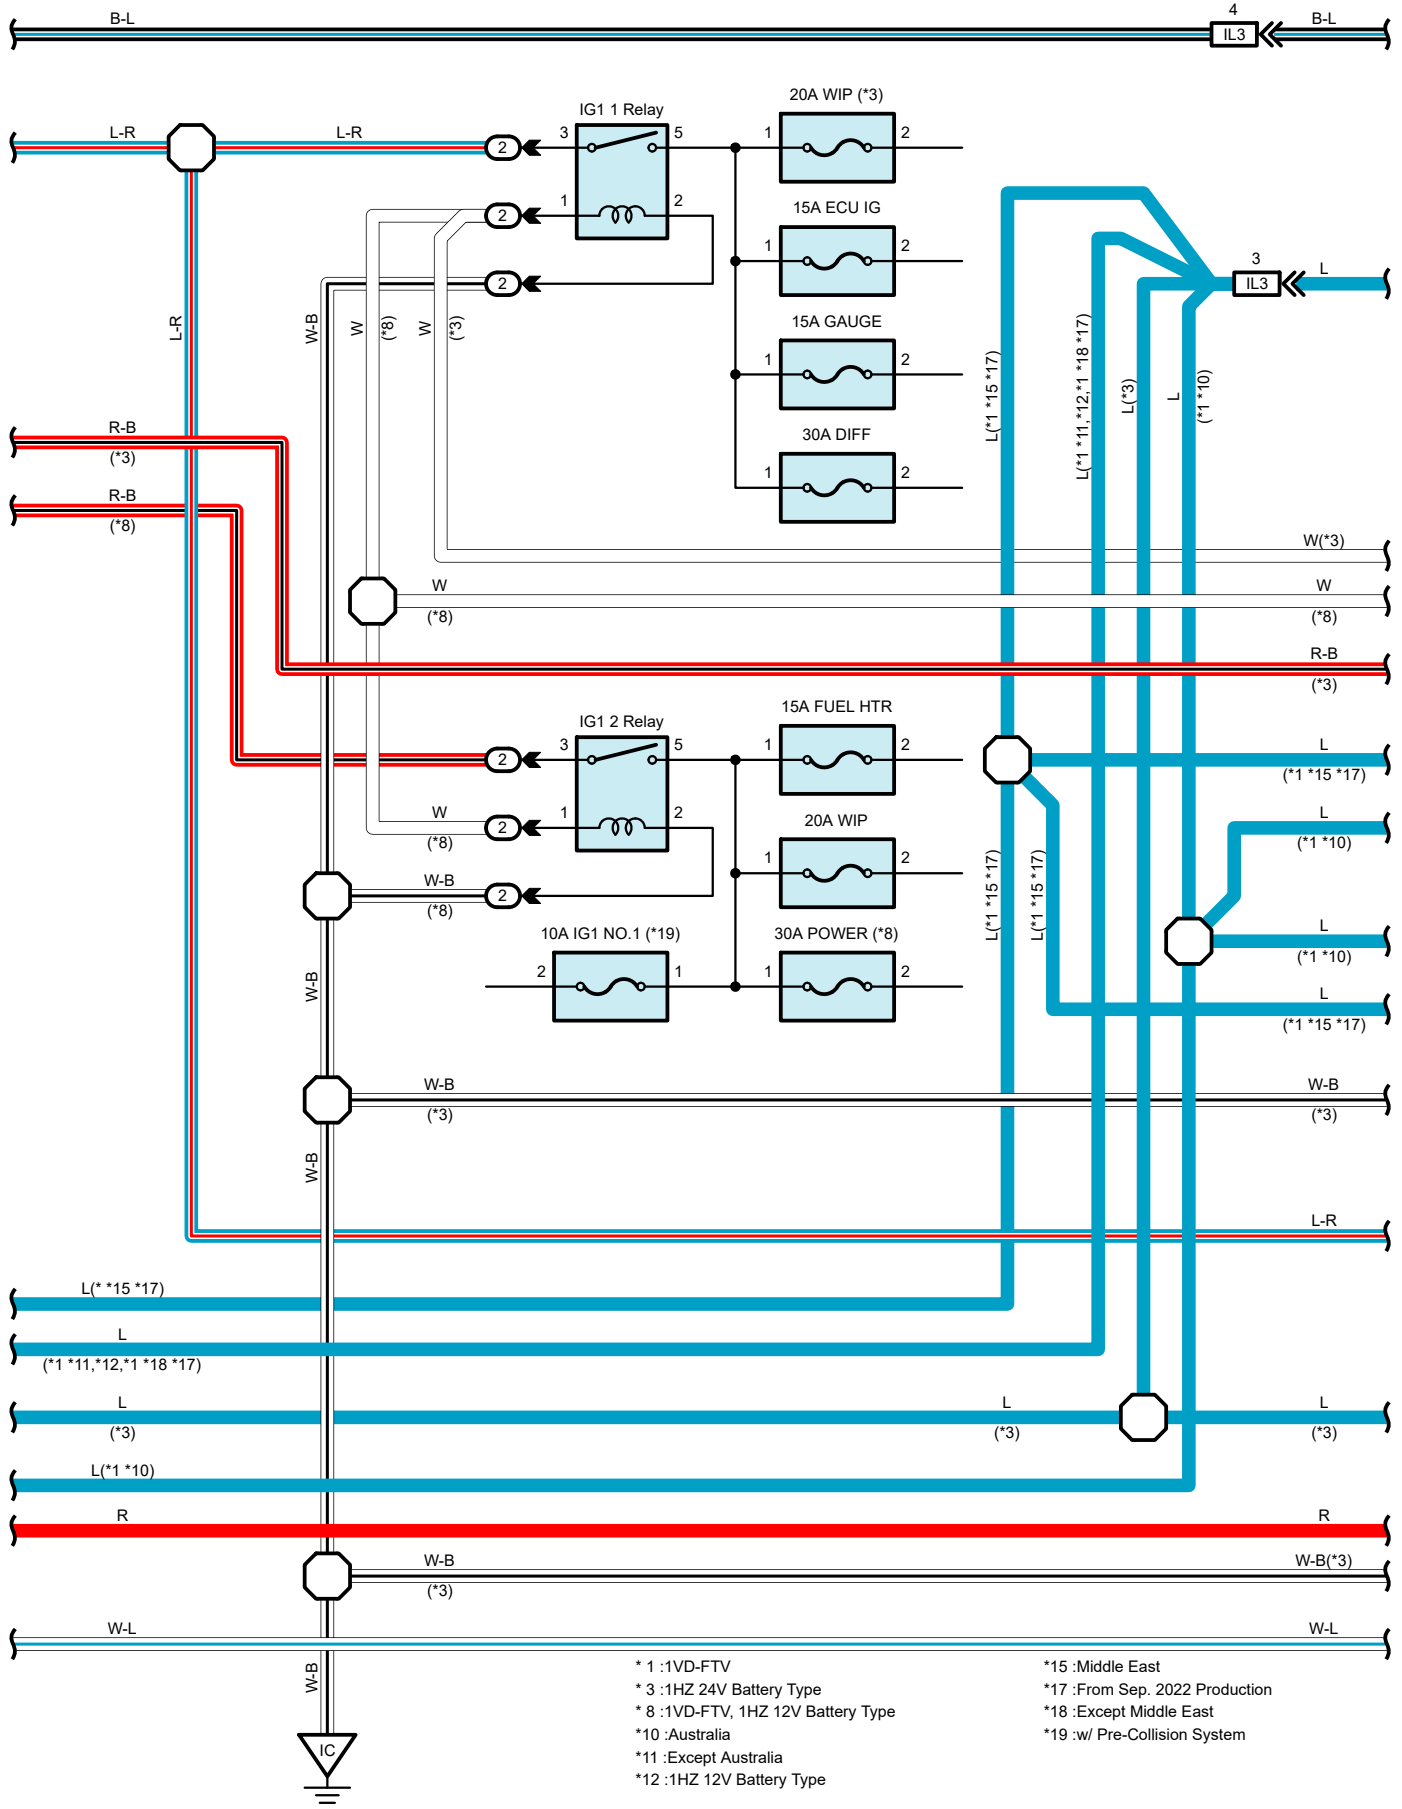 B-L
4
IL3
B-L
20A WIP (*3)
IG1 1 Relay
L-R
L-R
2
3
5
1
2
15A ECU IG
2
1
2
1
2
3
IL3
L
2
L-R
W-B
W
(*8)
W
(*3)
15A GAUGE
1
2
L(*1 *15 *17)
L(*1 *11,*12,*1 *18 *17)
L(*3)
L
(*1 *10)
R-B
(*3)
30A DIFF
1
2
R-B
(*8)
W(*3)
W
(*8)
W
(*8)
R-B
(*3)
15A FUEL HTR
IG1 2 Relay
2
3
5
1
2
L
(*1 *15 *17)
20A WIP
W
(*8)
2
1
2
1
2
L
(*1 *10)
L(*1 *15 *17)
L(*1 *15 *17)
W-B
(*8)
2
10A IG1 NO.1 (*19)
30A POWER (*8)
2
1
1
2
L
(*1 *10)
W-B
L
(*1 *15 *17)
W-B
(*3)
W-B
(*3)
W-B
L-R
L(* *15 *17)
L
(*1 *11,*12,*1 *18 *17)
L
(*3)
L
(*3)
L
(*3)
L(*1 *10)
R
R
W-B
(*3)
W-B(*3)
W-L
W-L
W-B
IC
* 1 :1VD-FTV
* 3 :1HZ 24V Battery Type
* 8 :1VD-FTV, 1HZ 12V Battery Type
*10 :Australia
*11 :Except Australia
*12 :1HZ 12V Battery Type
*15 :Middle East
*17 :From Sep. 2022 Production
*18 :Except Middle East
*19 :w/ Pre-Collision System